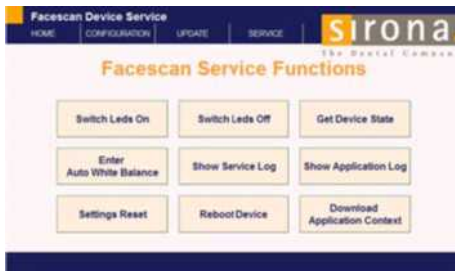 Facescan Device Service
HOME CONFIGURATION UPDATE SERVICE
sirona
The Dental Company
Facescan Service Functions
Switch Leds On Switch Leds Off Get Device State
Enter
Auto White Balance Show Service Log Show Application Log
Settings Reset Reboot Device Download
Application Context